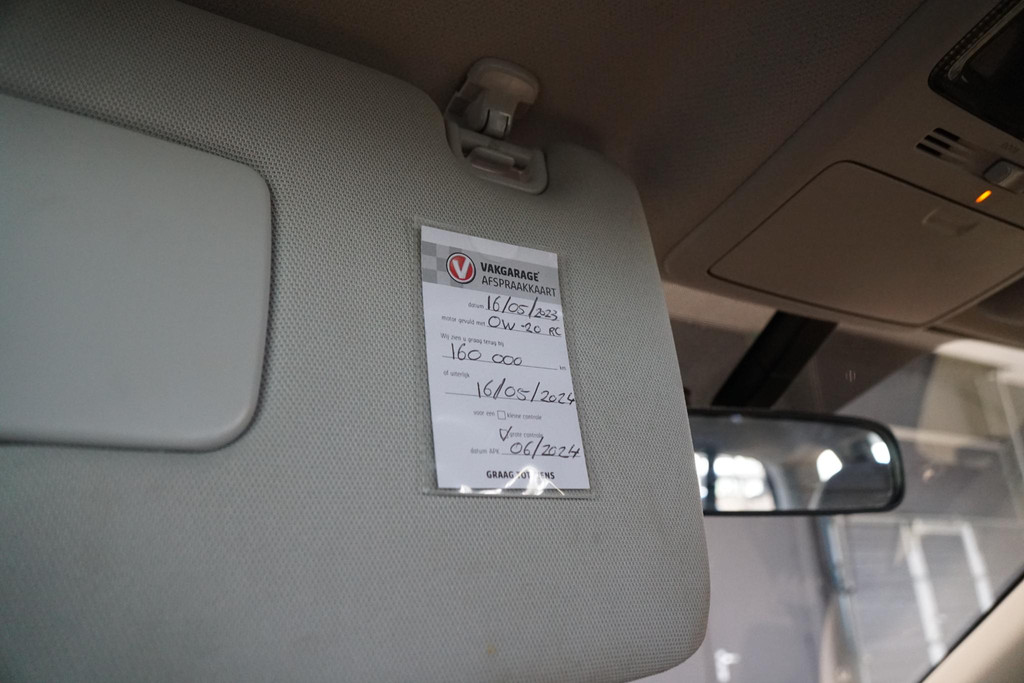 V
VAKGARAGE
AFSPRAAKKAART
datum 16/05/2023
motor gevuld met 0W-20 RC
Wij zien u graag terug bij
160 000 km
of uiterlijk
16/05/2024
voor een kleine controle
grote controle
datum APK 06/2024
GRAAG TOT ZIENS